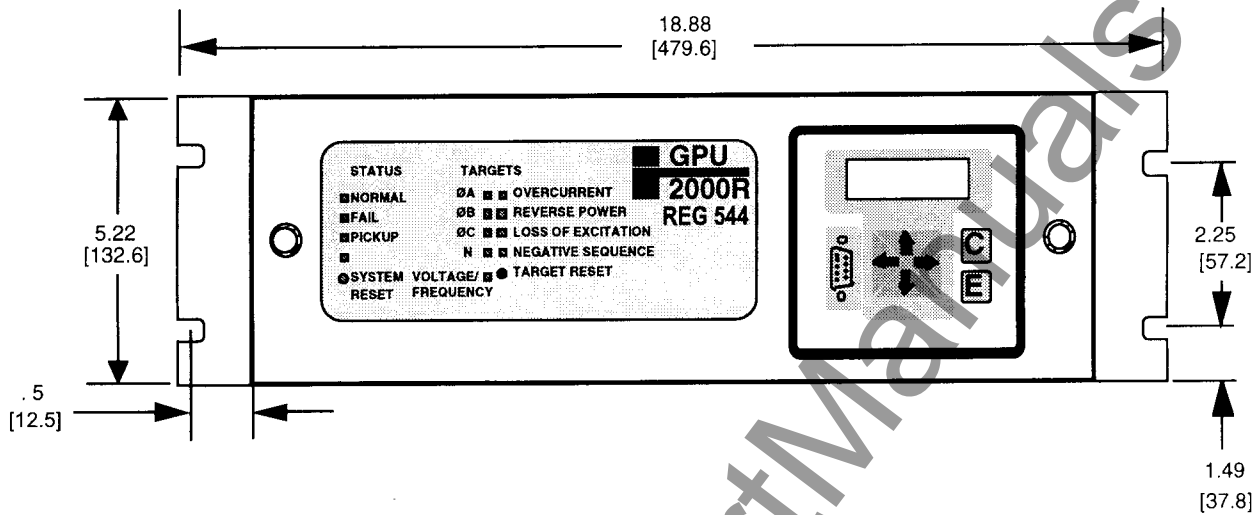 18.88
[479.6]
5.22
[132.6]
.5
[12.5]
STATUS
NORMAL
FAIL
PICKUP
SYSTEM
RESET
TARGETS
ØA OVERCURRENT
ØB REVERSE POWER
ØC LOSS OF EXCITATION
N NEGATIVE SEQUENCE
VOLTAGE/
FREQUENCY
TARGET RESET
GPU
2000R
REG 544
C
E
2.25
[57.2]
1.49
[37.8]